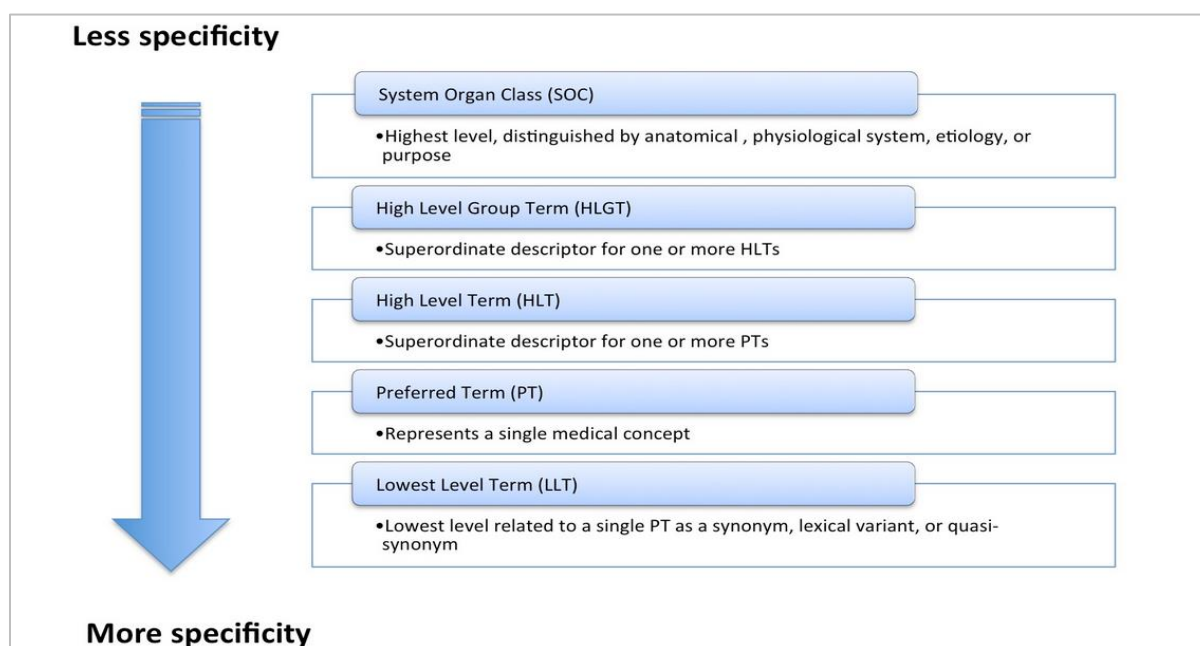 Less specificity
System Organ Class (SOC)
•Highest level, distinguished by anatomical , physiological system, etiology, or
purpose
High Level Group Term (HLGT)
•Superordinate descriptor for one or more HLTs
High Level Term (HLT)
•Superordinate descriptor for one or more PTs
Preferred Term (PT)
•Represents a single medical concept
Lowest Level Term (LLT)
•Lowest level related to a single PT as a synonym, lexical variant, or quasi-
synonym
More specificity